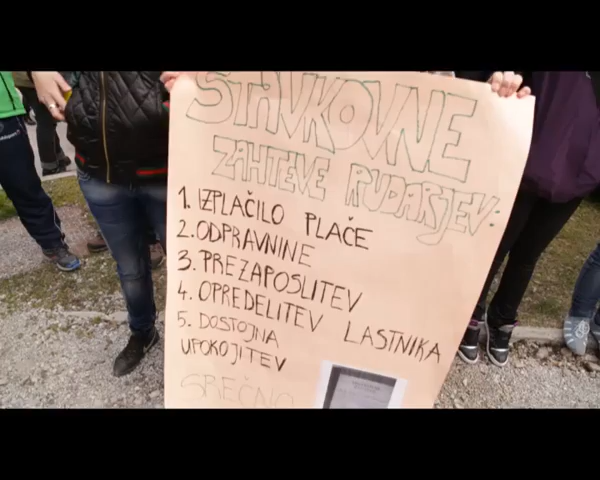 STAVKOVNE
ZAHTEVE RUDARJEV:
1. IZPLAČILO PLAČE
2. ODPRAVNINE
3. PREZAPOSLITEV
4. OPREDELITEV LASTNIKA
5. DOSTOJNA
UPOKOJITEV
SREČNO